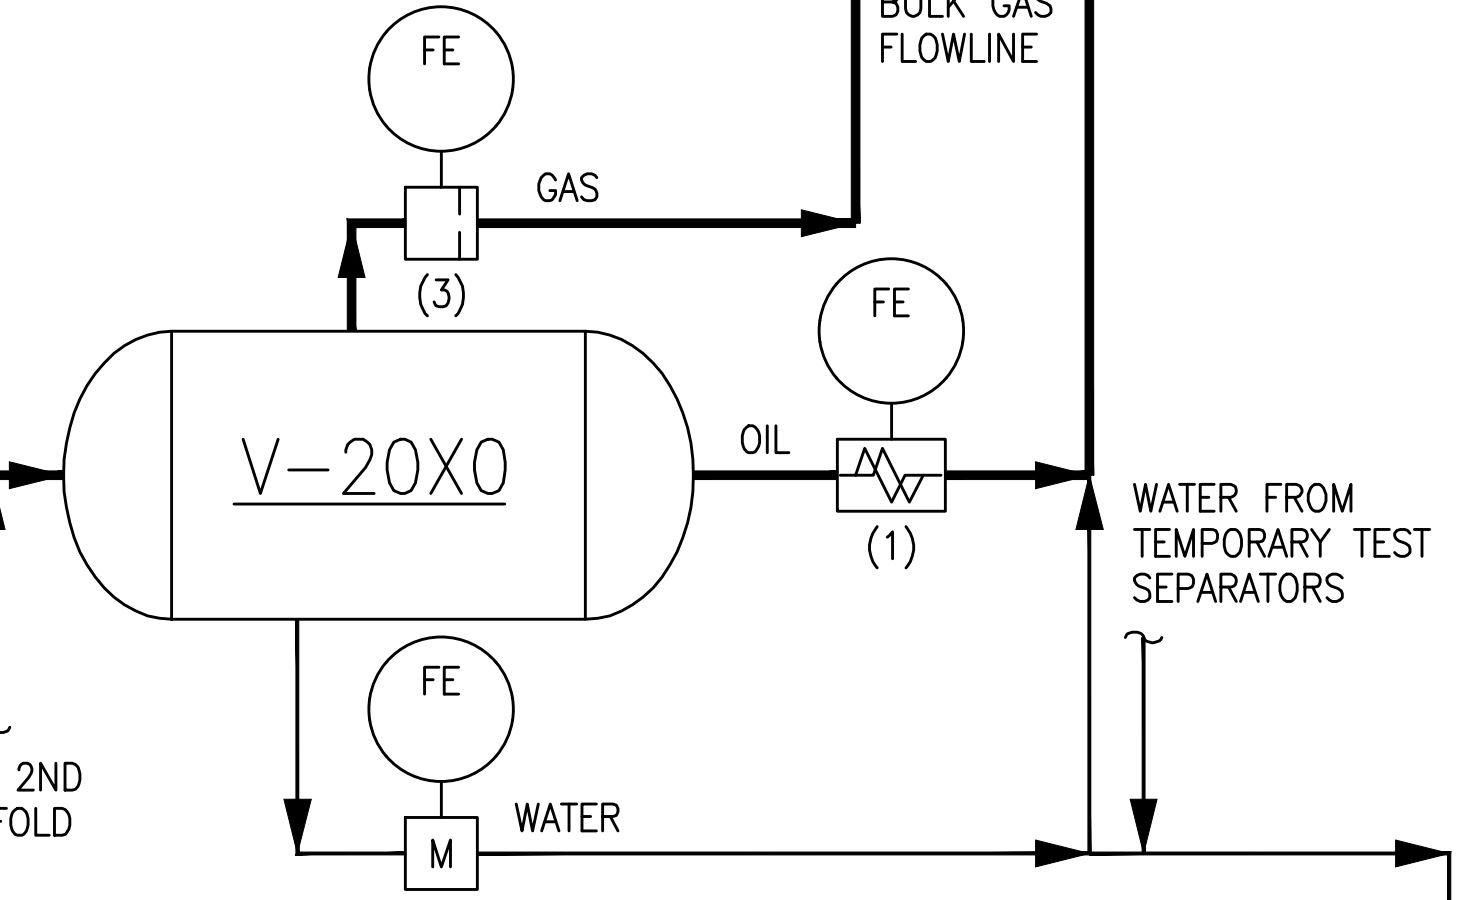 BULK GAS
FLOWLINE
FE
GAS
(3)
FE
OIL
(1)
V-20X0
WATER FROM
TEMPORARY TEST
SEPARATORS
FE
M
WATER
2ND
FOLD